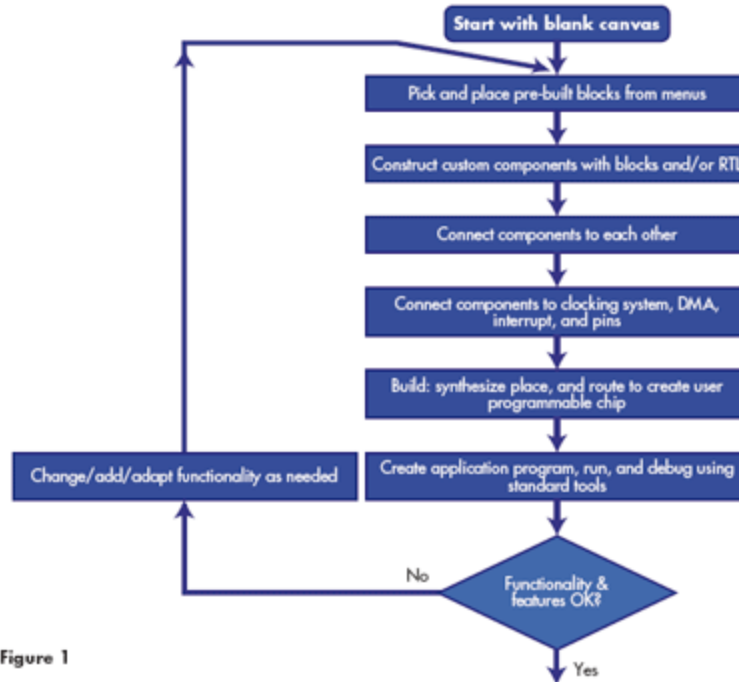 Start with blank canvas
Pick and place pre-built blocks from menus
Construct custom components with blocks and/or RTL
Connect components to each other
Connect components to clocking system, DMA,
interrupt, and pins
Build: synthesize place, and route to create user
programmable chip
Change/add/adapt functionality as needed
Create application program, run, and debug using
standard tools
No
Functionality &
features OK?
Figure 1
Yes